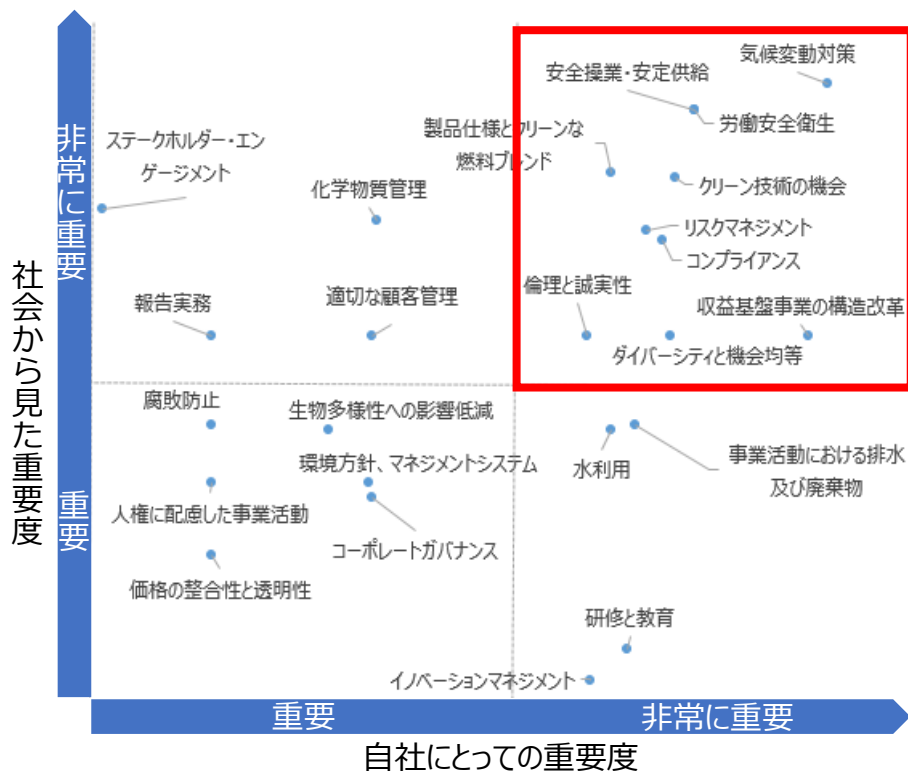 気候変動対策
安全操業・安定供給
労働安全衛生
製品仕様とクリーンな
燃料ブレンド
クリーン技術の機会
リスクマネジメント
コンプライアンス
倫理と誠実性
収益基盤事業の構造改革
ダイバーシティと機会均等
ステークホルダー・エン
ゲージメント
化学物質管理
報告実務
適切な顧客管理
腐敗防止
生物多様性への影響低減
環境方針、マネジメントシステム
人権に配慮した事業活動
コーポレートガバナンス
価格の整合性と透明性
水利用
事業活動における排水
及び廃棄物
研修と教育
イノベーションマネジメント
社会から見た重要度
非常に重要
重要
重要
非常に重要
自社にとっての重要度